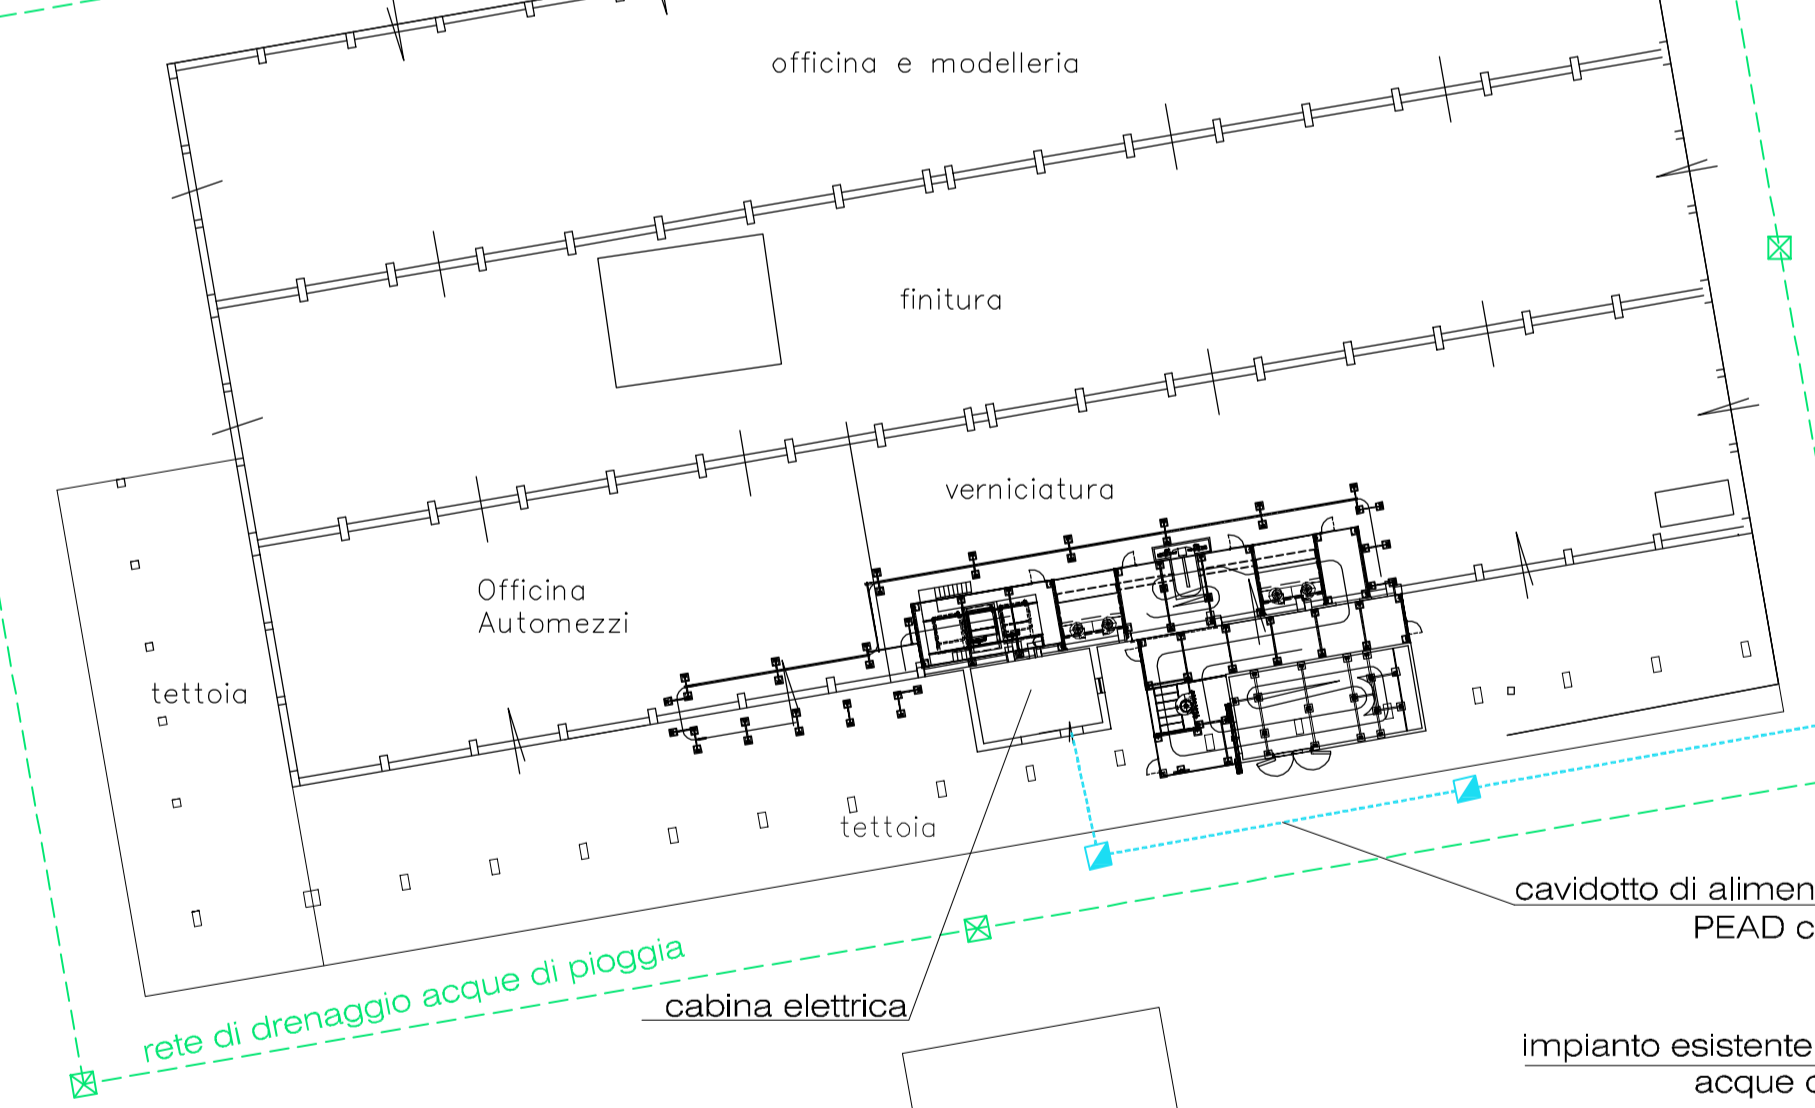 officina e modelleria
finitura
verniciatura
Officina
Automezzi
tettoia
tettoia
cavidotto di alimen
PEAD c
rete di drenaggio acque di pioggia
cabina elettrica
impianto esistente
acque